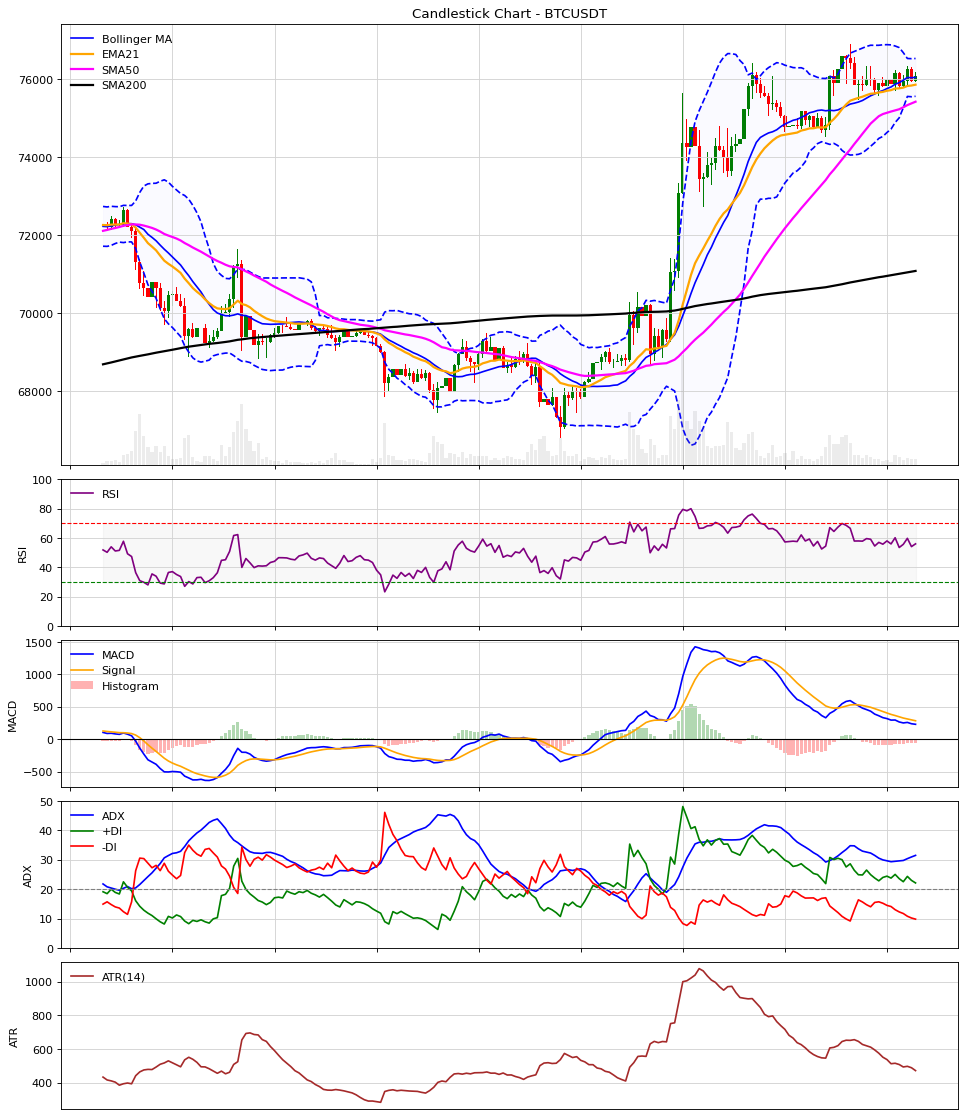 Candlestick Chart - BTCUSDT
Bollinger MA
EMA21
SMA50
SMA200
76000
74000
72000
70000
68000
RSI
100
80
60
40
20
0
RSI
MACD
Signal
Histogram
1500
1000
500
0
−500
MACD
ADX
+DI
-DI
50
40
30
20
10
0
ADX
ATR(14)
1000
800
600
400
ATR